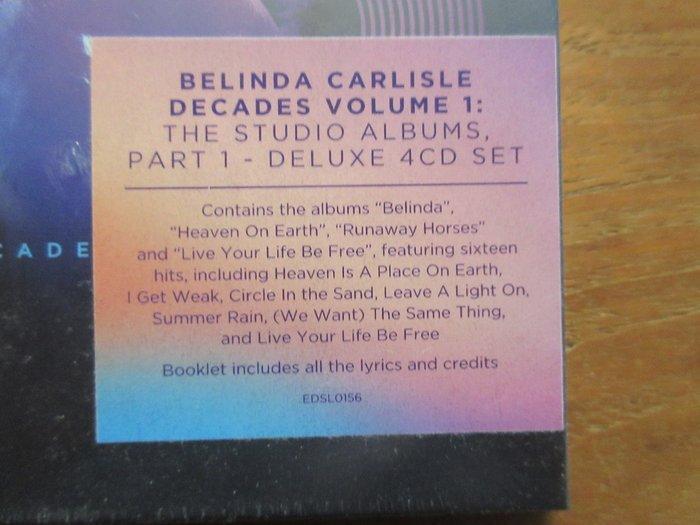 BELINDA CARLISLE
DECADES VOLUME 1:
THE STUDIO ALBUMS,
PART 1 - DELUXE 4CD SET
Contains the albums “Belinda”,
“Heaven On Earth”, “Runaway Horses”
and “Live Your Life Be Free”, featuring sixteen
hits, including Heaven Is A Place On Earth,
I Get Weak, Circle In the Sand, Leave A Light On,
Summer Rain, (We Want) The Same Thing,
and Live Your Life Be Free
Booklet includes all the lyrics and credits
EDSL0156
CADE